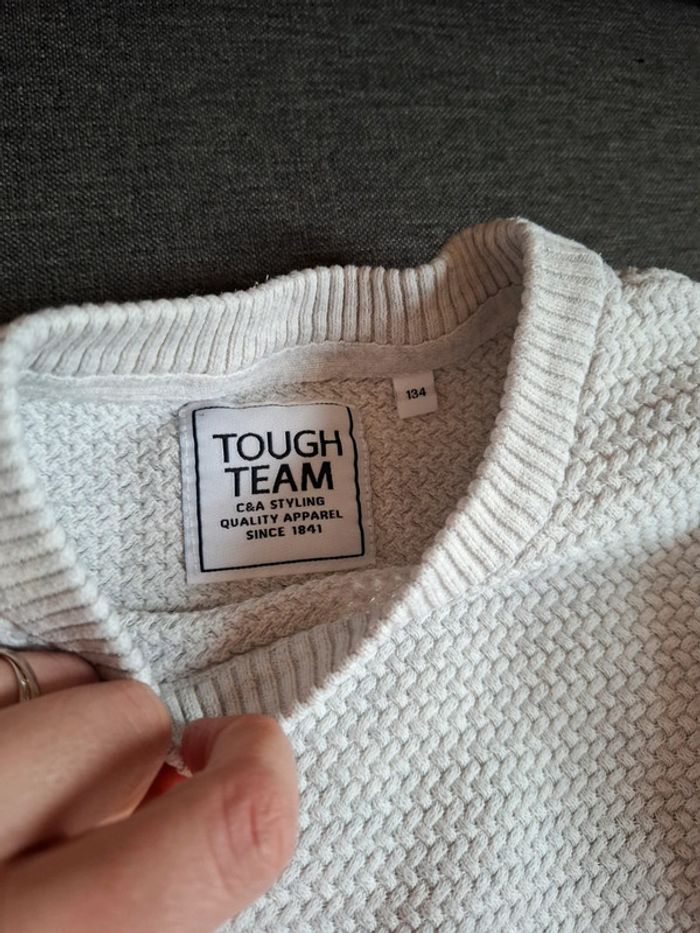 134
TOUGH
TEAM
C&A STYLING
QUALITY APPAREL
SINCE 1841